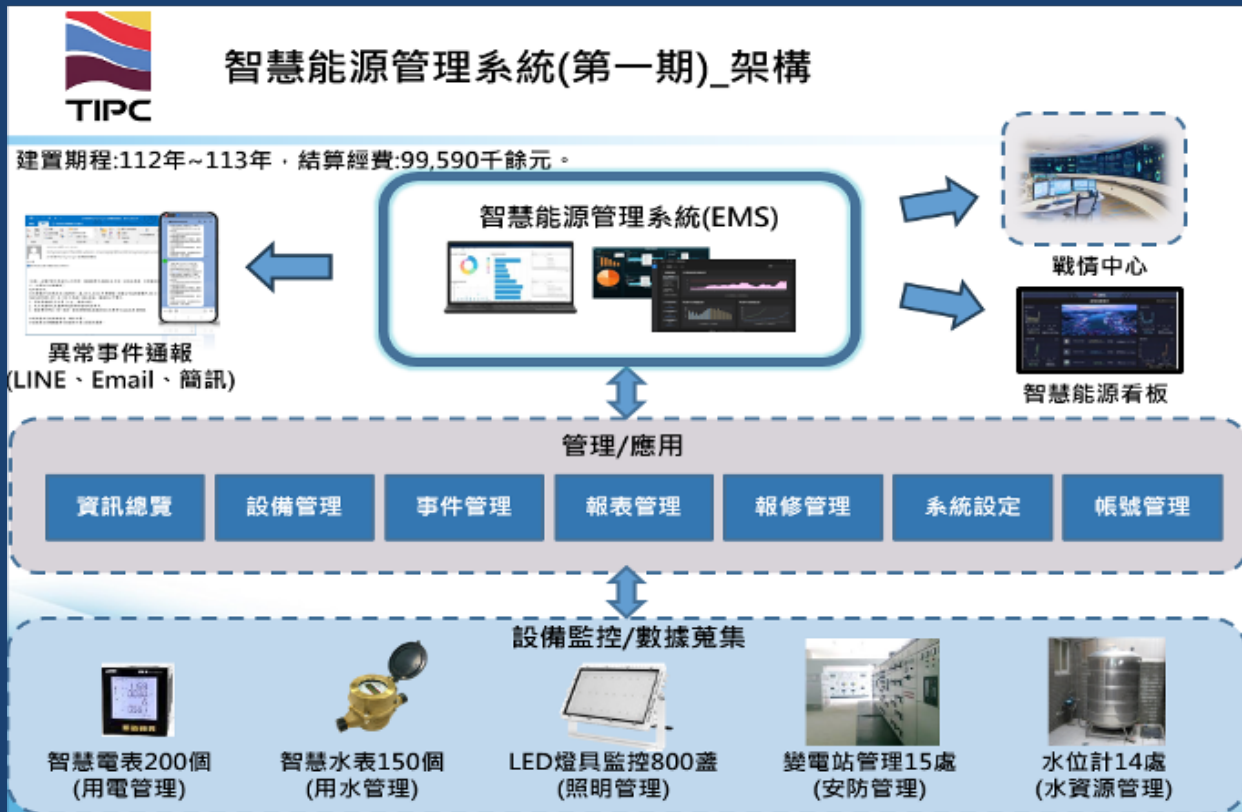 TIPC
智慧能源管理系統(第一期)_架構
建置期程:112年~113年，結算經費:99,590千餘元。
智慧能源管理系統(EMS)
異常事件通報
(LINE、Email、簡訊)
戰情中心
智慧能源看板
管理/應用
資訊總覽
設備管理
事件管理
報表管理
報修管理
系統設定
帳號管理
設備監控/數據蒐集
智慧電表200個
(用電管理)
智慧水表150個
(用水管理)
LED燈具監控800盞
(照明管理)
變電站管理15處
(安防管理)
水位計14處
(水資源管理)